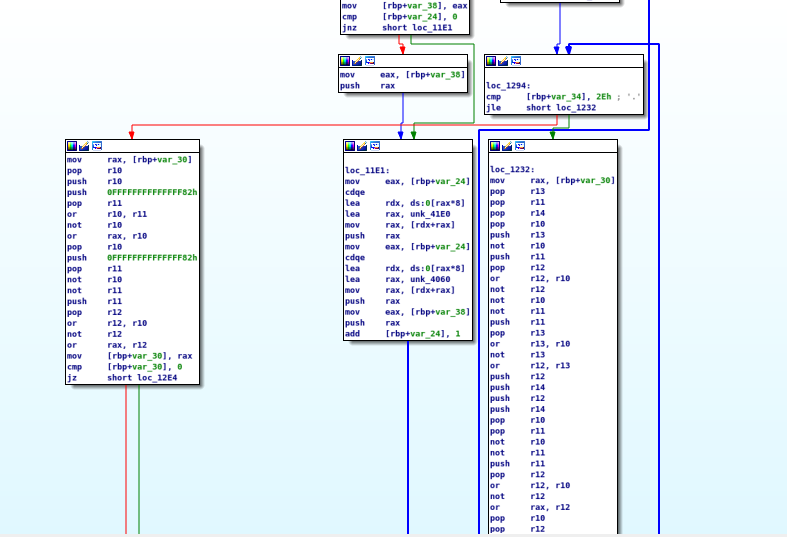 mov [rbp+var_38], eax
cmp [rbp+var_24], 0
jnz short loc_11E1
mov eax, [rbp+var_38]
push rax
loc_1294:
cmp [rbp+var_34], 2Eh ; '.'
jle short loc_1232
mov rax, [rbp+var_30]
pop r10
push r10
push 0FFFFFFFFFFFFFF82h
pop r11
or r10, r11
not r10
or rax, r10
pop r10
push 0FFFFFFFFFFFFFF82h
pop r11
not r10
not r11
push r11
pop r12
or r12, r10
not r12
or rax, r12
mov [rbp+var_30], rax
cmp [rbp+var_30], 0
jz short loc_12E4
loc_11E1:
mov eax, [rbp+var_24]
cdqe
lea rdx, ds:0[rax*8]
lea rax, unk_41E0
mov rax, [rdx+rax]
push rax
mov eax, [rbp+var_24]
cdqe
lea rdx, ds:0[rax*8]
lea rax, unk_4060
mov rax, [rdx+rax]
push rax
mov eax, [rbp+var_38]
push rax
add [rbp+var_24], 1
loc_1232:
mov rax, [rbp+var_30]
pop r13
pop r11
pop r14
pop r10
push r13
not r10
push r11
pop r12
or r12, r10
not r12
not r10
not r11
push r11
pop r13
or r13, r10
not r13
or r12, r13
push r12
push r14
push r12
push r14
pop r10
pop r11
not r10
not r11
push r11
pop r12
or r12, r10
not r12
or rax, r12
pop r10
pop r12